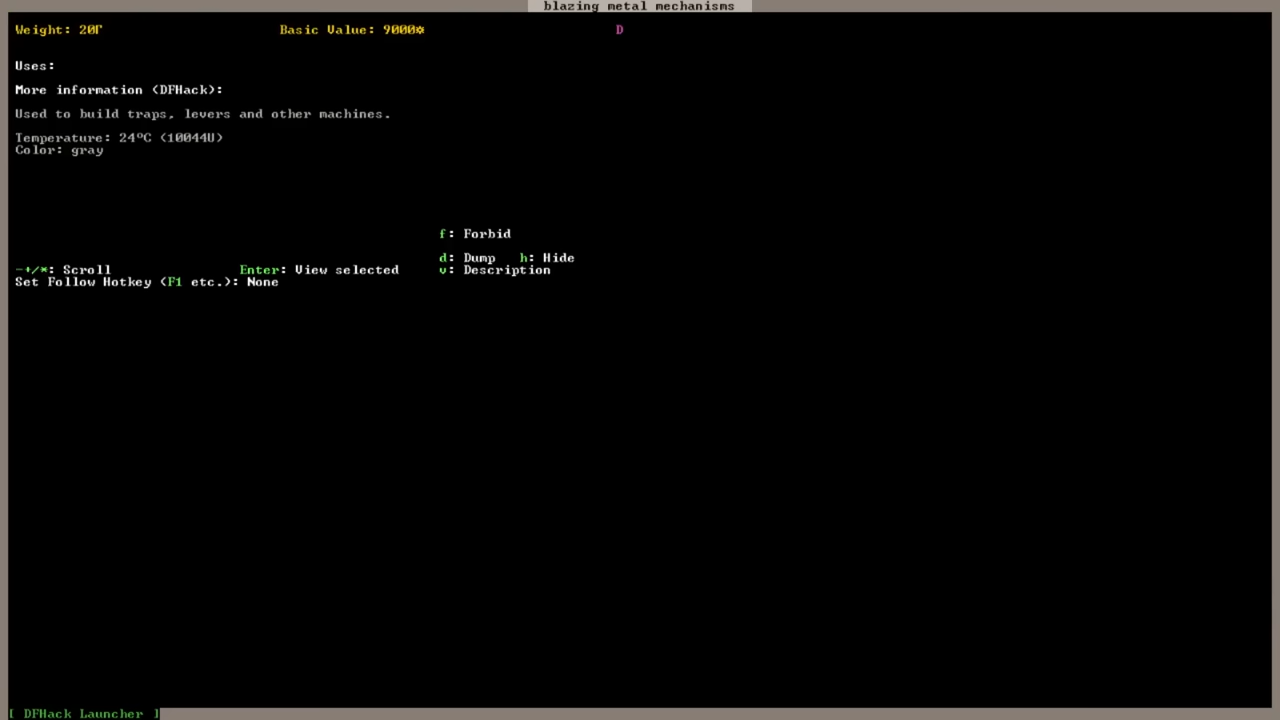 blazing metal mechanisms
Weight: 20Γ Basic Value: 9000☼ D
Uses:
More information (DFHack):
Used to build traps, levers and other machines.
Temperature: 24°C (10044U)
Color: gray
f: Forbid
d: Dump h: Hide
-+/*: Scroll Enter: View selected v: Description
Set Follow Hotkey (F1 etc.): None
[ DFHack Launcher ]